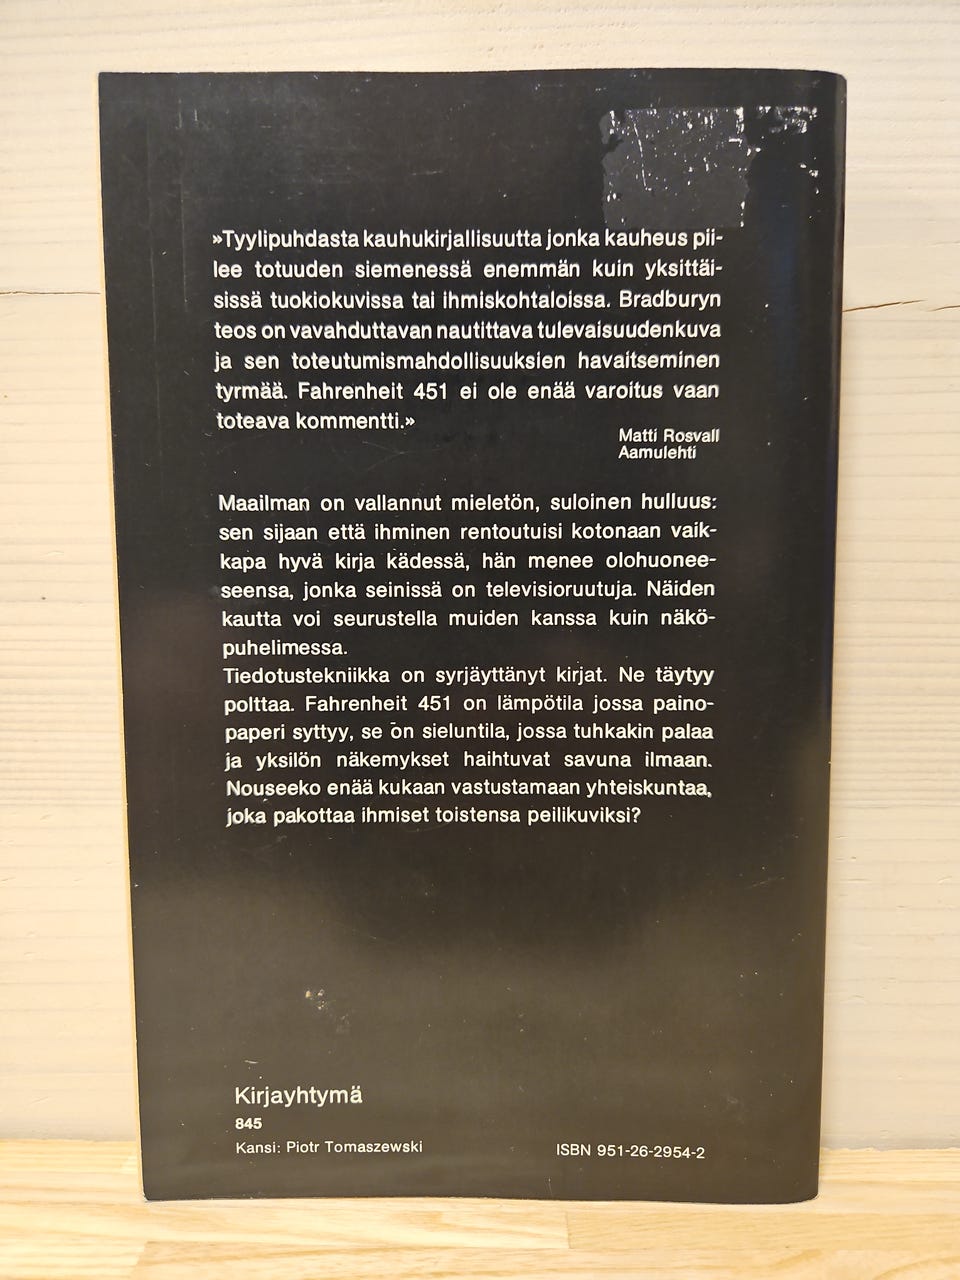 »Tyylipuhdasta kauhukirjallisuutta jonka kauheus pii-
lee totuuden siemenessä enemmän kuin yksittäi-
sissä tuokiokuvissa tai ihmiskohtaloissa. Bradburyn
teos on vavahduttavan nautittava tulevaisuudenkuva
ja sen toteutumismahdollisuuksien havaitseminen
tyrmää. Fahrenheit 451 ei ole enää varoitus vaan
toteava kommentti.»
Matti Rosvall
Aamulehti
Maailman on vallannut mieletön, suloinen hulluus:
sen sijaan että ihminen rentoutuisi kotonaan vaik-
kapa hyvä kirja kädessä, hän menee olohuonee-
seensa, jonka seinissä on televisioruutuja. Näiden
kautta voi seurustella muiden kanssa kuin näkö-
puhelimessa.
Tiedotustekniikka on syrjäyttänyt kirjat. Ne täytyy
polttaa. Fahrenheit 451 on lämpötila jossa paino-
paperi syttyy, se on sieluntila, jossa tuhkakin palaa
ja yksilön näkemykset haihtuvat savuna ilmaan.
Nouseeko enää kukaan vastustamaan yhteiskuntaa,
joka pakottaa ihmiset toistensa peilikuviksi?
Kirjayhtymä
845
Kansi: Piotr Tomaszewski
ISBN 951-26-2954-2